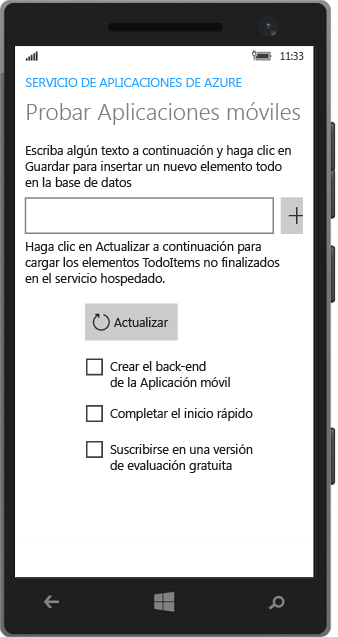 11:33
SERVICIO DE APLICACIONES DE AZURE
Probar Aplicaciones móviles
Escriba algún texto a continuación y haga clic en
Guardar para insertar un nuevo elemento todo
en la base de datos
+
Haga clic en Actualizar a continuación para
cargar los elementos TodoItems no finalizados
en el servicio hospedado.
Actualizar
Crear el back-end
de la Aplicación móvil
Completar el inicio rápido
Suscribirse en una versión
de evaluación gratuita